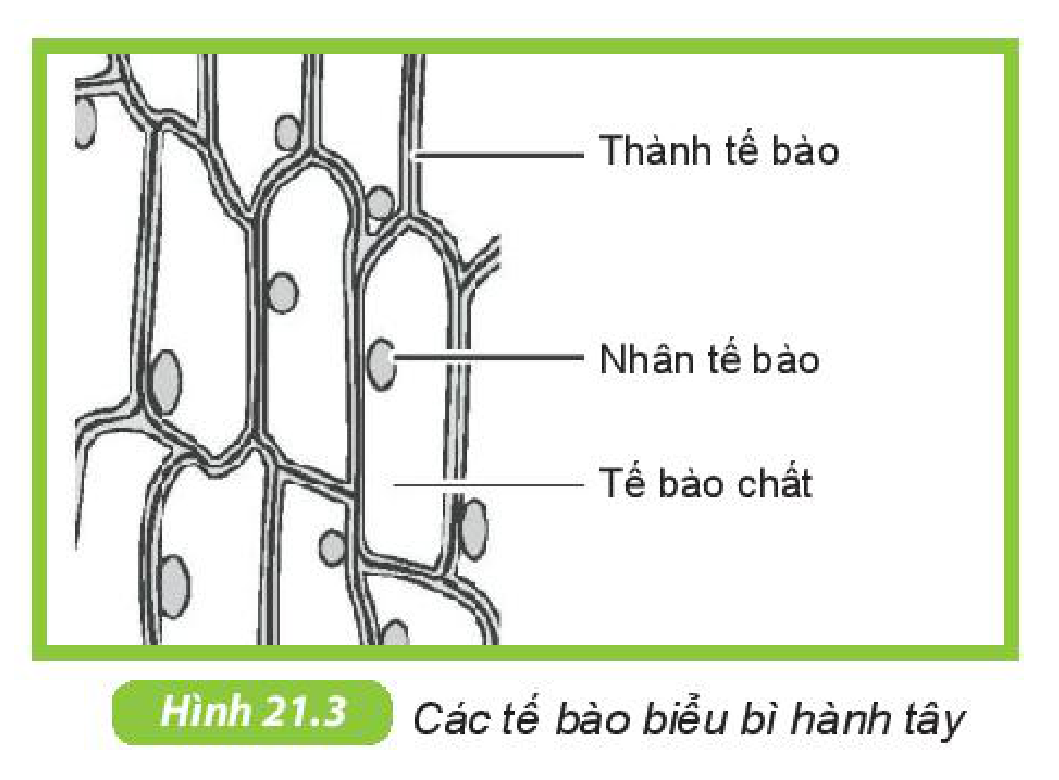 Thành tế bào
Nhân tế bào
Tế bào chất
Hình 21.3 Các tế bào biểu bì hành tây